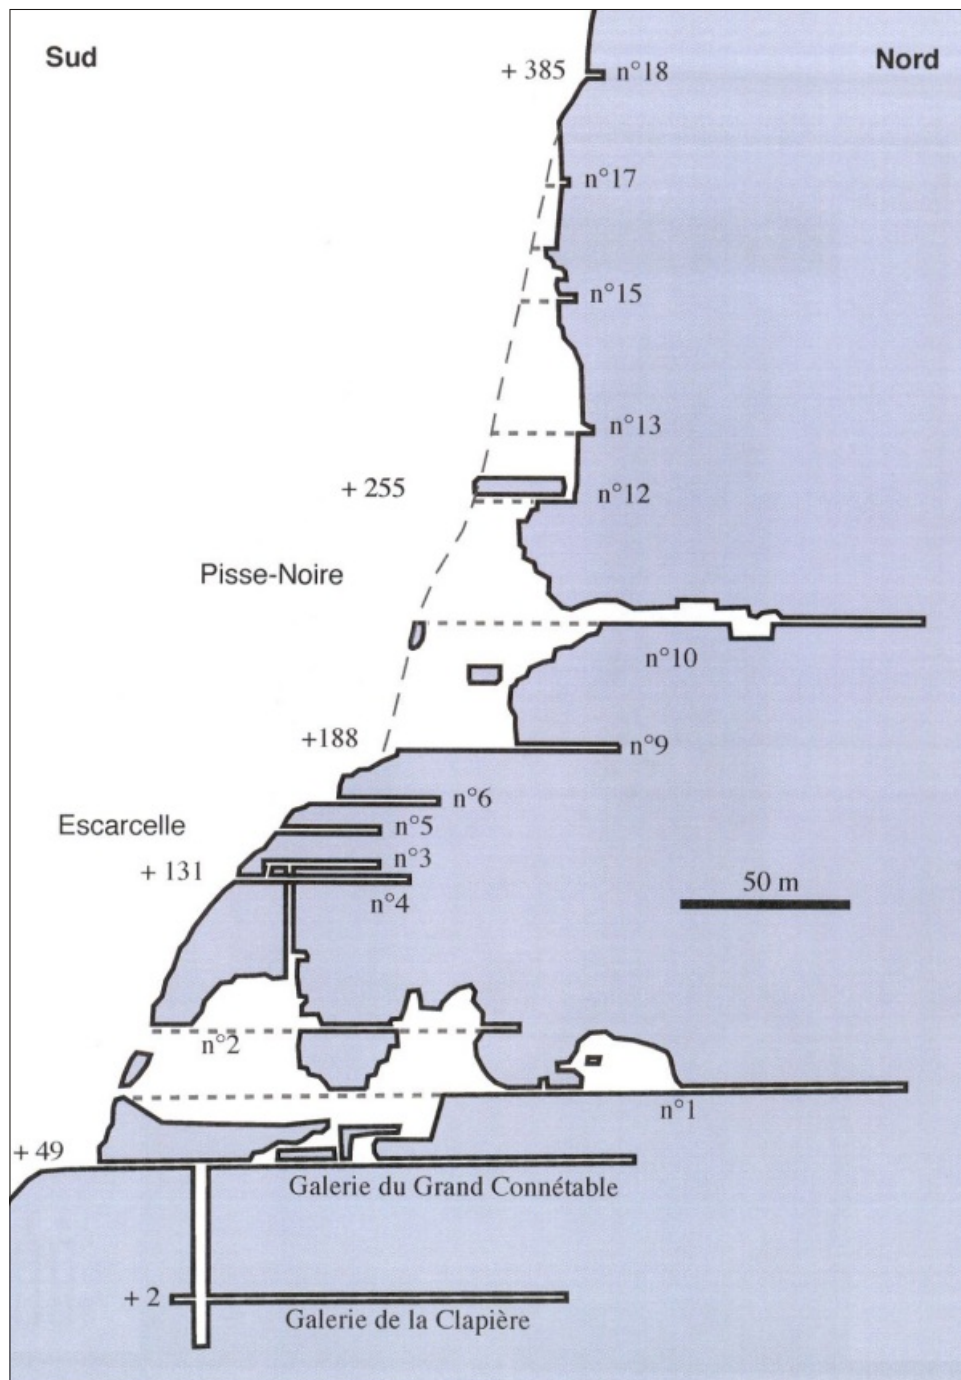 Sud
Nord
+ 385
n°18
n°17
n°15
n°13
+ 255
n°12
Pisse-Noire
n°10
+188
n°9
n°6
Escarcelle
n°5
n°3
+ 131
50 m
n°4
n°2
n°1
+ 49
Galerie du Grand Connétable
+ 2
Galerie de la Clapière